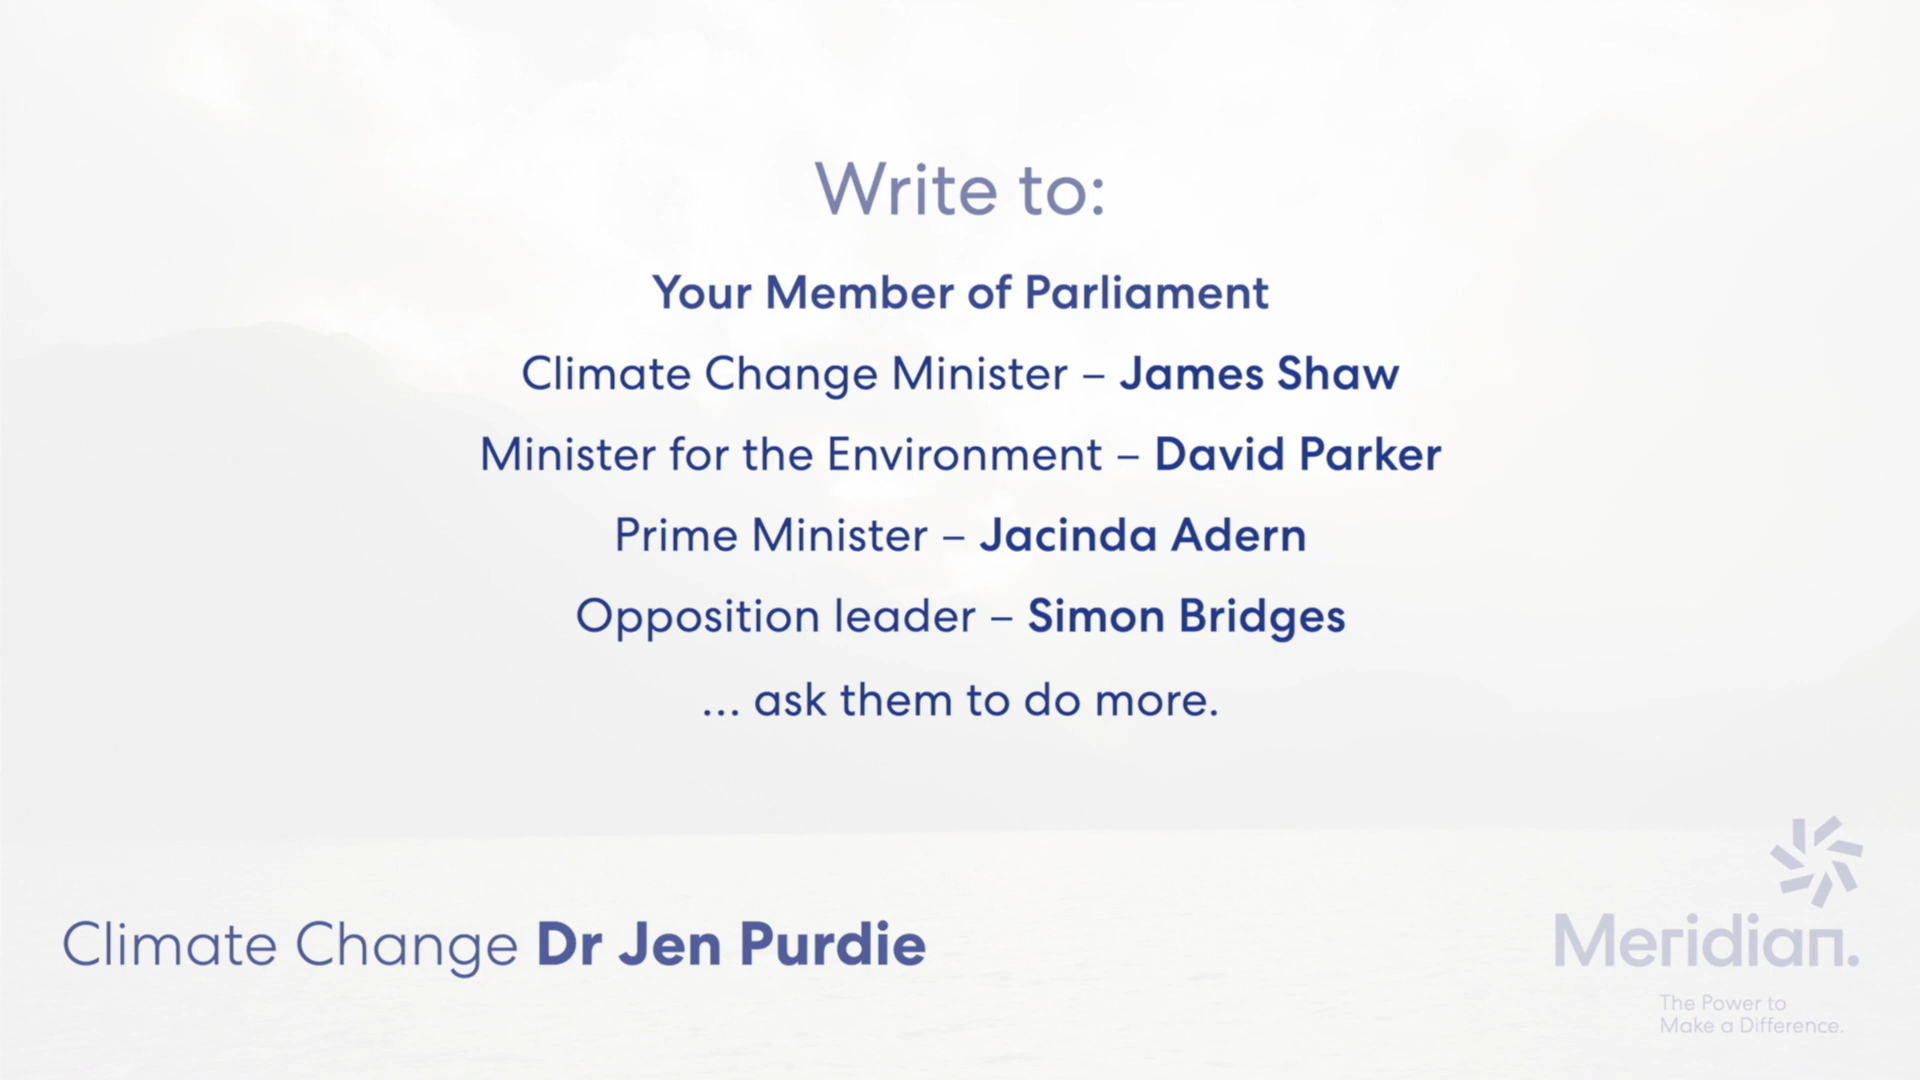 Write to:
Your Member of Parliament
Climate Change Minister – James Shaw
Minister for the Environment – David Parker
Prime Minister – Jacinda Adern
Opposition leader – Simon Bridges
... ask them to do more.
Climate Change Dr Jen Purdie
Meridian.
The Power to
Make a Difference.